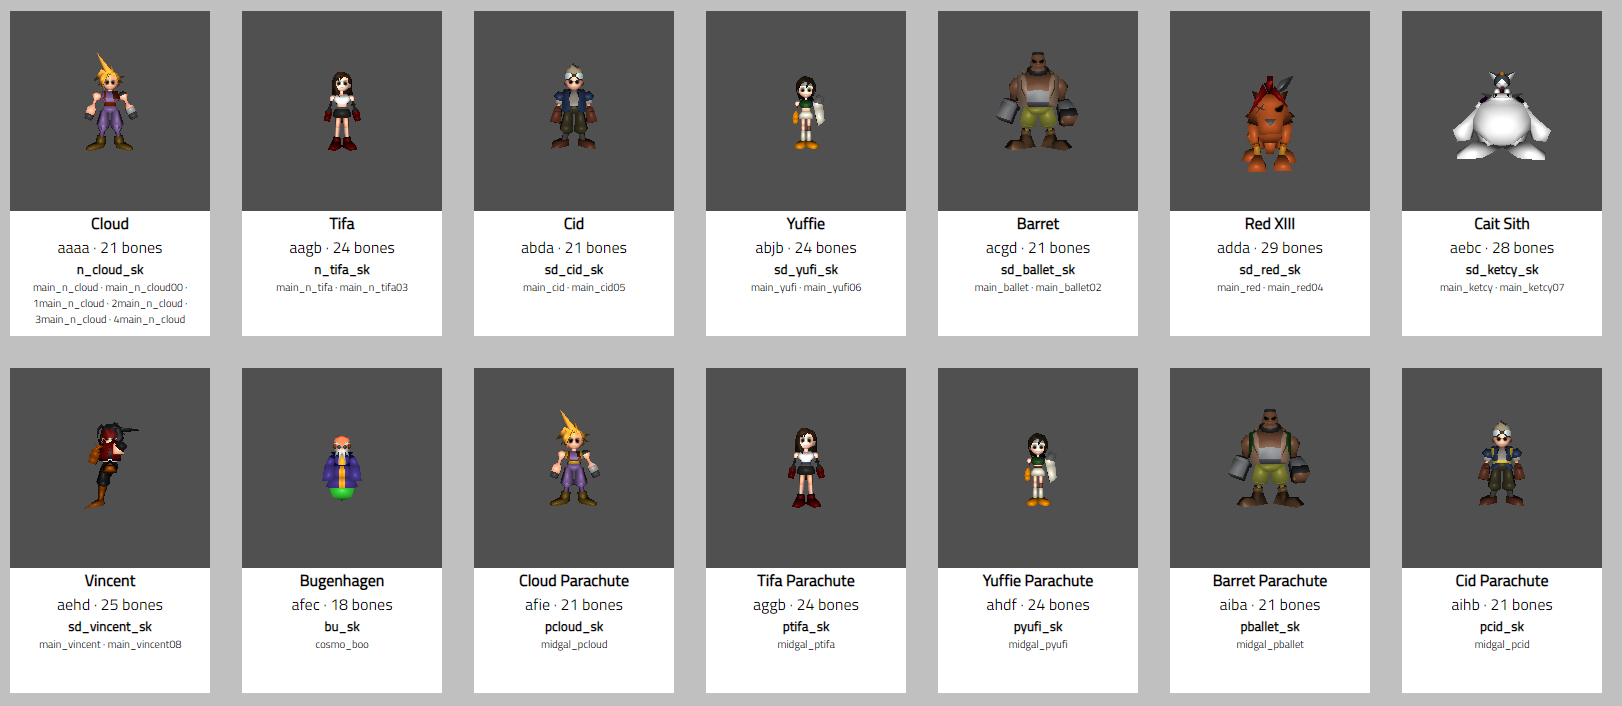 Cloud
aaaa · 21 bones
n_cloud_sk
main_n_cloud · main_n_cloud00 ·
1main_n_cloud · 2main_n_cloud ·
3main_n_cloud · 4main_n_cloud
Tifa
aagb · 24 bones
n_tifa_sk
main_n_tifa · main_n_tifa03
Cid
abda · 21 bones
sd_cid_sk
main_cid · main_cid05
Yuffie
abjb · 24 bones
sd_yufi_sk
main_yufi · main_yufi06
Barret
acgd · 21 bones
sd_ballet_sk
main_ballet · main_ballet02
Red XIII
adda · 29 bones
sd_red_sk
main_red · main_red04
Cait Sith
aebc · 28 bones
sd_ketcy_sk
main_ketcy · main_ketcy07
Vincent
aehd · 25 bones
sd_vincent_sk
main_vincent · main_vincent08
Bugenhagen
afec · 18 bones
bu_sk
cosmo_boo
Cloud Parachute
afie · 21 bones
pcloud_sk
midgal_pcloud
Tifa Parachute
aggb · 24 bones
ptifa_sk
midgal_ptifa
Yuffie Parachute
ahdf · 24 bones
pyufi_sk
midgal_pyufi
Barret Parachute
aiba · 21 bones
pballet_sk
midgal_pballet
Cid Parachute
aihb · 21 bones
pcid_sk
midgal_pcid